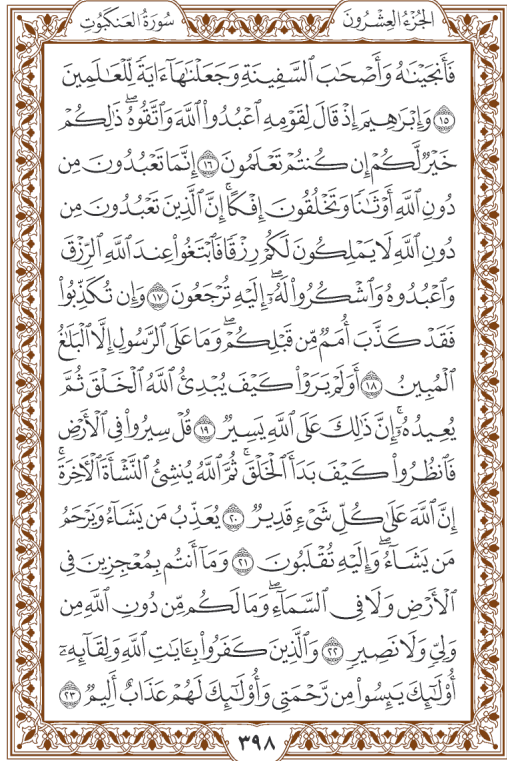 الجُزْءُ العِشْرُونَ
سُورَةُ العَنكَبُوتِ
فَأَنجَيْنَٰهُ وَأَصْحَٰبَ ٱلسَّفِينَةِ وَجَعَلْنَٰهَآ ءَايَةً لِّلْعَٰلَمِينَ
١٥ وَإِبْرَٰهِيمَ إِذْ قَالَ لِقَوْمِهِ ٱعْبُدُوا۟ ٱللَّهَ وَٱتَّقُوهُۖ ذَٰلِكُمْ
خَيْرٌ لَّكُمْ إِن كُنتُمْ تَعْلَمُونَ ١٦ إِنَّمَا تَعْبُدُونَ مِن
دُونِ ٱللَّهِ أَوْثَٰنًا وَتَخْلُقُونَ إِفْكًاۚ إِنَّ ٱلَّذِينَ تَعْبُدُونَ مِن
دُونِ ٱللَّهِ لَا يَمْلِكُونَ لَكُمْ رِزْقًا فَٱبْتَغُوا۟ عِندَ ٱللَّهِ ٱلرِّزْقَ
وَٱعْبُدُوهُ وَٱشْكُرُوا۟ لَهُۥٓۖ إِلَيْهِ تُرْجَعُونَ ١٧ وَإِن تُكَذِّبُوا۟
فَقَدْ كَذَّبَ أُمَمٌ مِّن قَبْلِكُمْۖ وَمَا عَلَى ٱلرَّسُولِ إِلَّا ٱلْبَلَٰغُ
ٱلْمُبِينُ ١٨ أَوَلَمْ يَرَوْا۟ كَيْفَ يُبْدِئُ ٱللَّهُ ٱلْخَلْقَ ثُمَّ
يُعِيدُهُۥٓۚ إِنَّ ذَٰلِكَ عَلَى ٱللَّهِ يَسِيرٌ ١٩ قُلْ سِيرُوا۟ فِى ٱلْأَرْضِ
فَٱنظُرُوا۟ كَيْفَ بَدَأَ ٱلْخَلْقَۚ ثُمَّ ٱللَّهُ يُنشِئُ ٱلنَّشْأَةَ ٱلْءَاخِرَةَۚ
إِنَّ ٱللَّهَ عَلَىٰ كُلِّ شَىْءٍ قَدِيرٌ ٢٠ يُعَذِّبُ مَن يَشَآءُ وَيَرْحَمُ
مَن يَشَآءُۖ وَإِلَيْهِ تُقْلَبُونَ ٢١ وَمَآ أَنتُم بِمُعْجِزِينَ فِى
ٱلْأَرْضِ وَلَا فِى ٱلسَّمَآءِۖ وَمَا لَكُم مِّن دُونِ ٱللَّهِ مِن
وَلِىٍّ وَلَا نَصِيرٍ ٢٢ وَٱلَّذِينَ كَفَرُوا۟ بِـَٔايَٰتِ ٱللَّهِ وَلِقَآئِهِۦٓ
أُو۟لَٰٓئِكَ يَئِسُوا۟ مِن رَّحْمَتِى وَأُو۟لَٰٓئِكَ لَهُمْ عَذَابٌ أَلِيمٌ ٢٣
٣٩٨